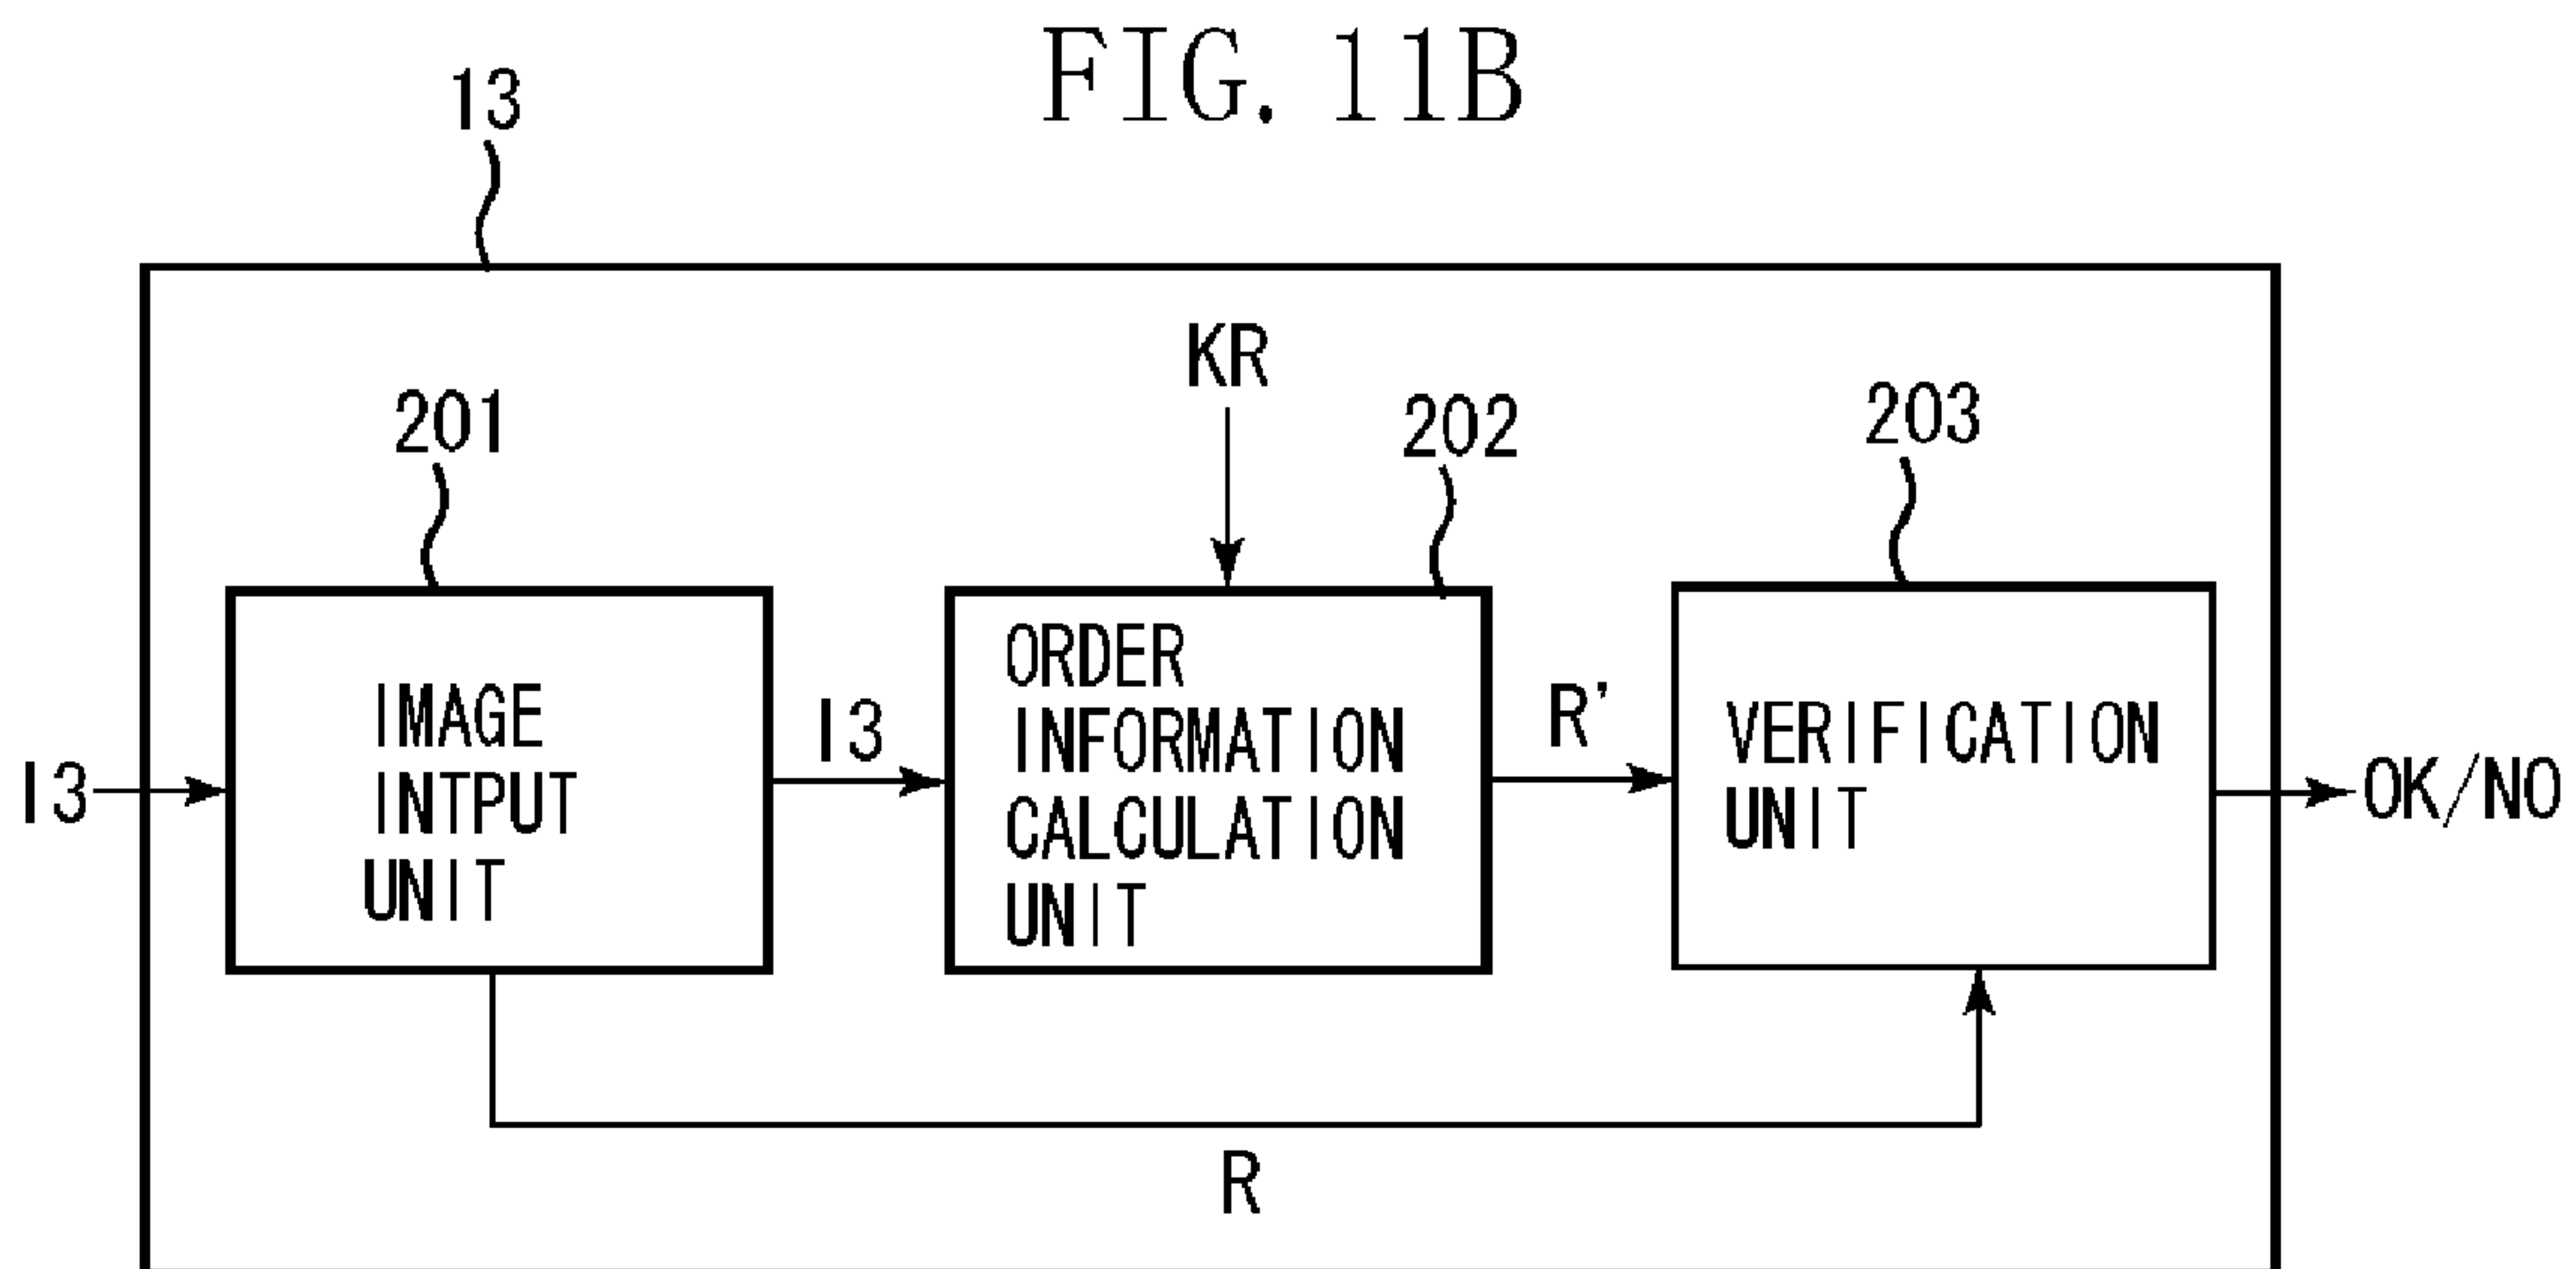 FIG. 11B
13
KR
201
202
203
IMAGE
INTPUT
UNIT
ORDER
INFORMATION
CALCULATION
UNIT
VERIFICATION
UNIT
I3
I3
R'
OK/NO
R